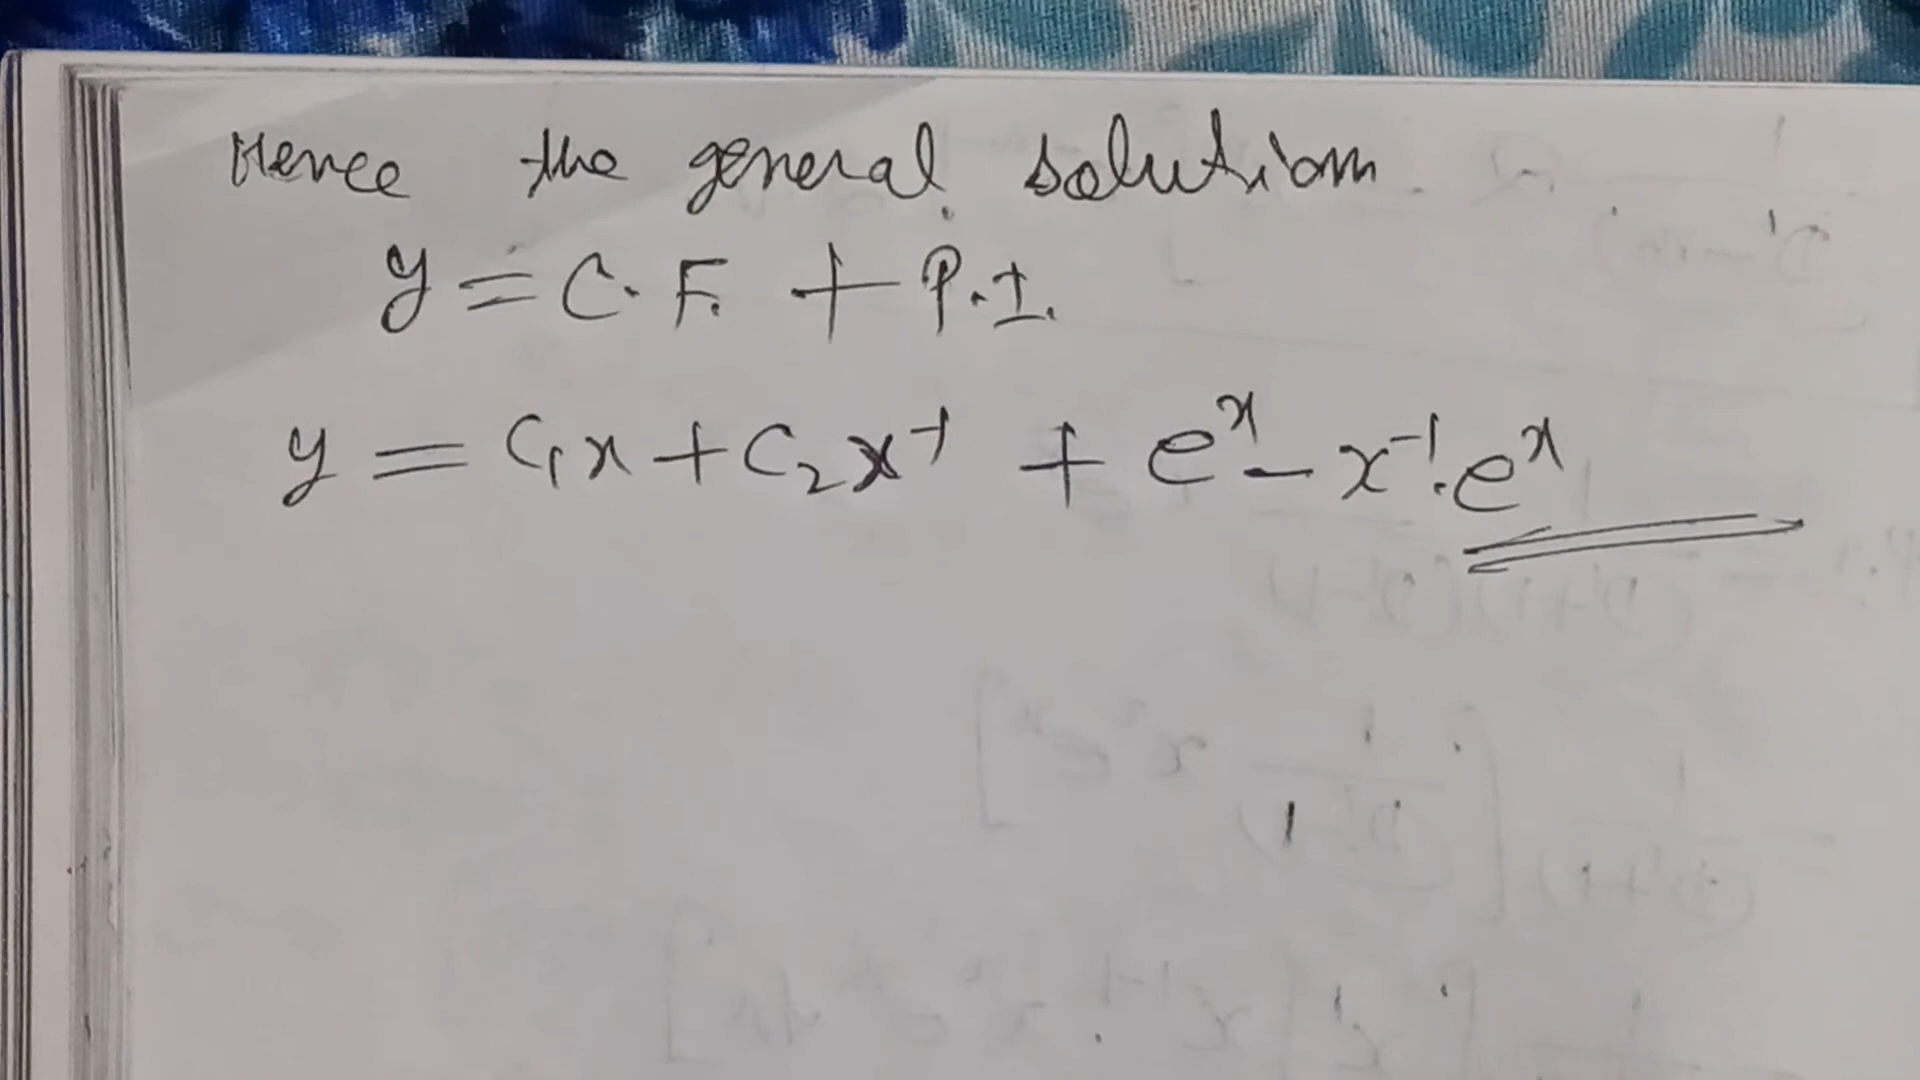 Hence the general solution
y = C.F. + P.I.
y = C₁x + C₂x⁻¹ + eˣ - x⁻¹.eˣ